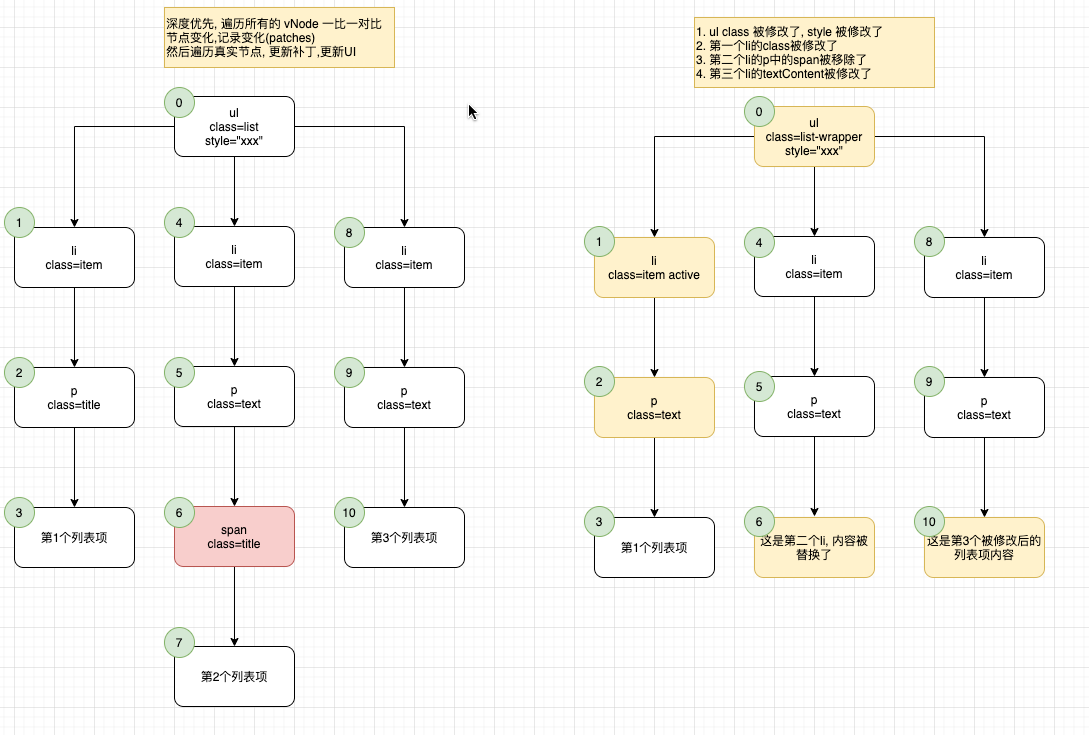 深度优先, 遍历所有的 vNode 一比一对比
节点变化,记录变化(patches)
然后遍历真实节点, 更新补丁,更新UI
0
ul
class=list
style="xxx"
1
li
class=item
4
li
class=item
8
li
class=item
2
p
class=title
5
p
class=text
9
p
class=text
3
第1个列表项
6
span
class=title
10
第3个列表项
7
第2个列表项
1. ul class 被修改了, style 被修改了
2. 第一个li的class被修改了
3. 第二个li的p中的span被移除了
4. 第三个li的textContent被修改了
0
ul
class=list-wrapper
style="xxx"
1
li
class=item active
4
li
class=item
8
li
class=item
2
p
class=text
5
p
class=text
9
p
class=text
3
第1个列表项
6
这是第二个li, 内容被
替换了
10
这是第3个被修改后的
列表项内容